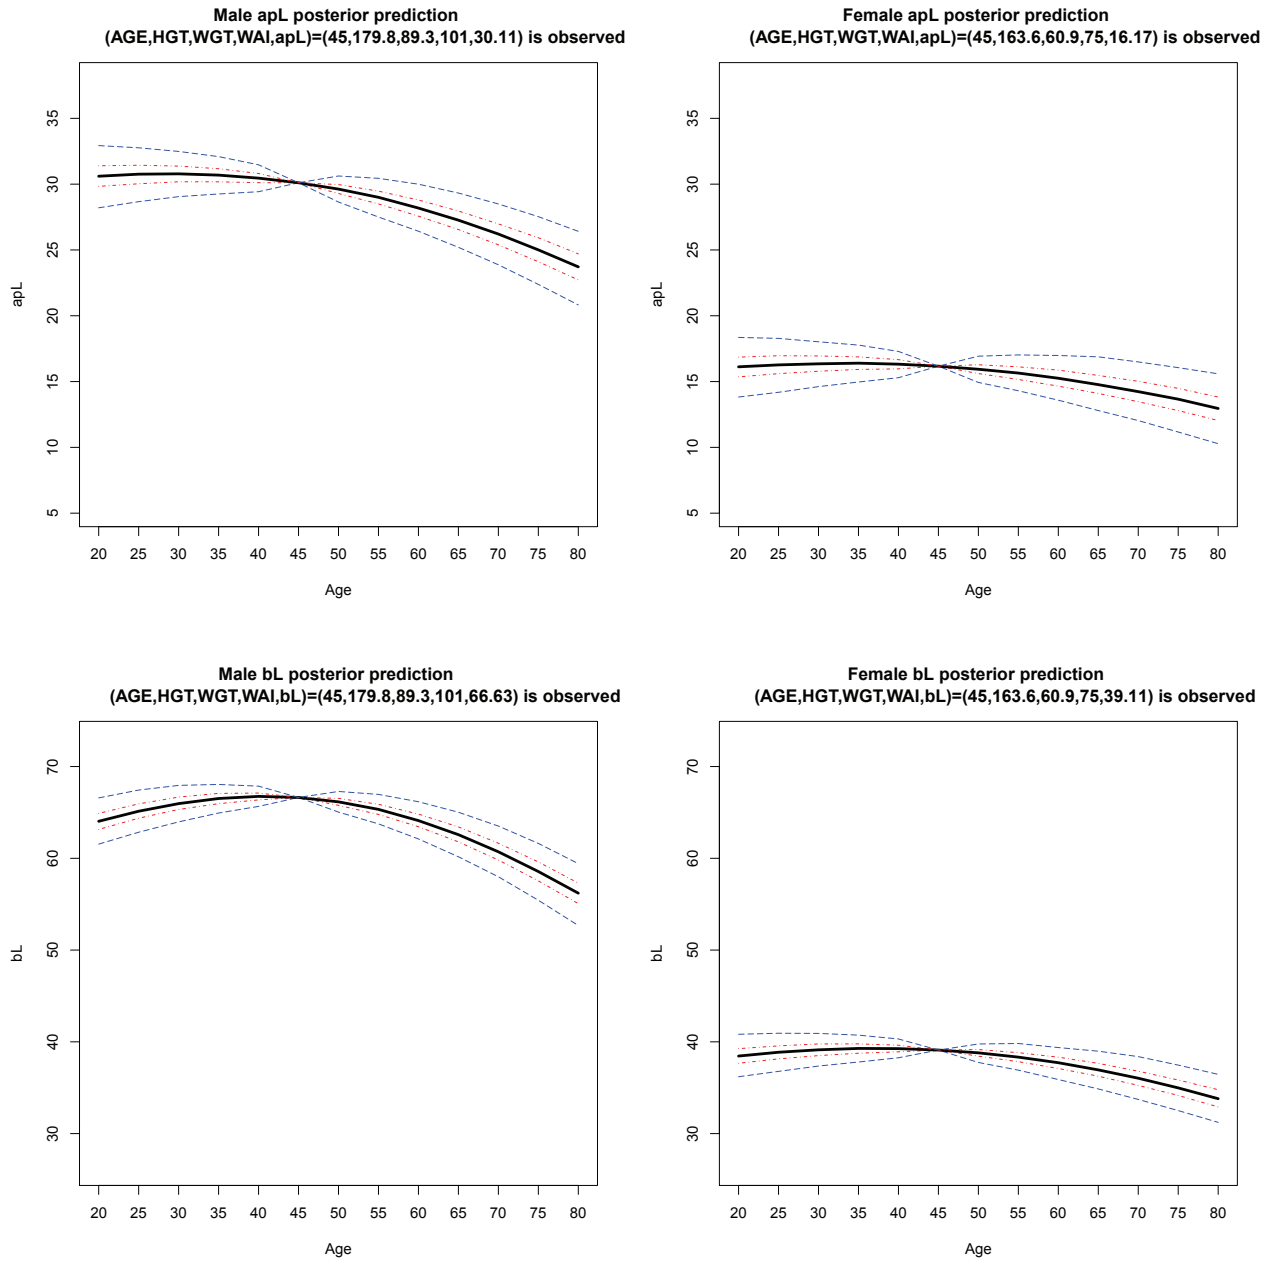 Male apL posterior prediction
(AGE,HGT,WGT,WAI,apL)=(45,179.8,89.3,101,30.11) is observed
35
30
25
20
15
10
5
apL
20 25 30 35 40 45 50 55 60 65 70 75 80
Age
Female apL posterior prediction
(AGE,HGT,WGT,WAI,apL)=(45,163.6,60.9,75,16.17) is observed
35
30
25
20
15
10
5
apL
20 25 30 35 40 45 50 55 60 65 70 75 80
Age
Male bL posterior prediction
(AGE,HGT,WGT,WAI,bL)=(45,179.8,89.3,101,66.63) is observed
70
60
50
40
30
bL
20 25 30 35 40 45 50 55 60 65 70 75 80
Age
Female bL posterior prediction
(AGE,HGT,WGT,WAI,bL)=(45,163.6,60.9,75,39.11) is observed
70
60
50
40
30
bL
20 25 30 35 40 45 50 55 60 65 70 75 80
Age